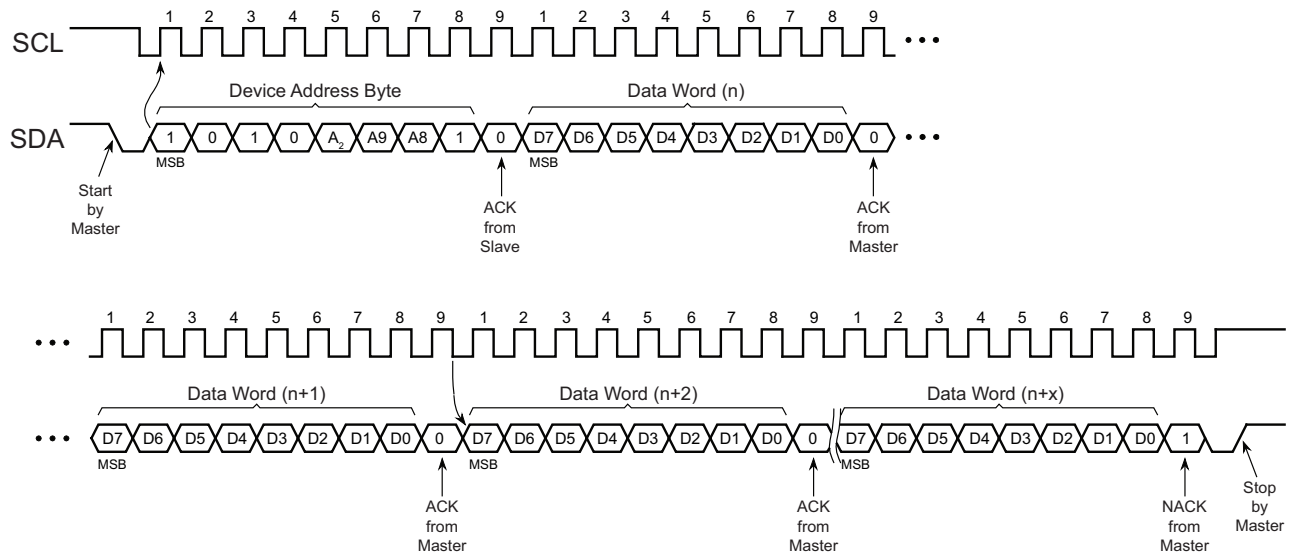 1 2 3 4 5 6 7 8 9 1 2 3 4 5 6 7 8 9
SCL
Device Address Byte Data Word (n)
SDA 1 0 1 0 A2 A9 A8 1 0 D7 D6 D5 D4 D3 D2 D1 D0 0
MSB MSB
Start
by
Master
ACK
from
Slave
ACK
from
Master
1 2 3 4 5 6 7 8 9 1 2 3 4 5 6 7 8 9 1 2 3 4 5 6 7 8 9
Data Word (n+1) Data Word (n+2) Data Word (n+x)
D7 D6 D5 D4 D3 D2 D1 D0 0 D7 D6 D5 D4 D3 D2 D1 D0 0 D7 D6 D5 D4 D3 D2 D1 D0 1
MSB MSB MSB
ACK
from
Master
ACK
from
Master
NACK
from
Master
Stop
by
Master